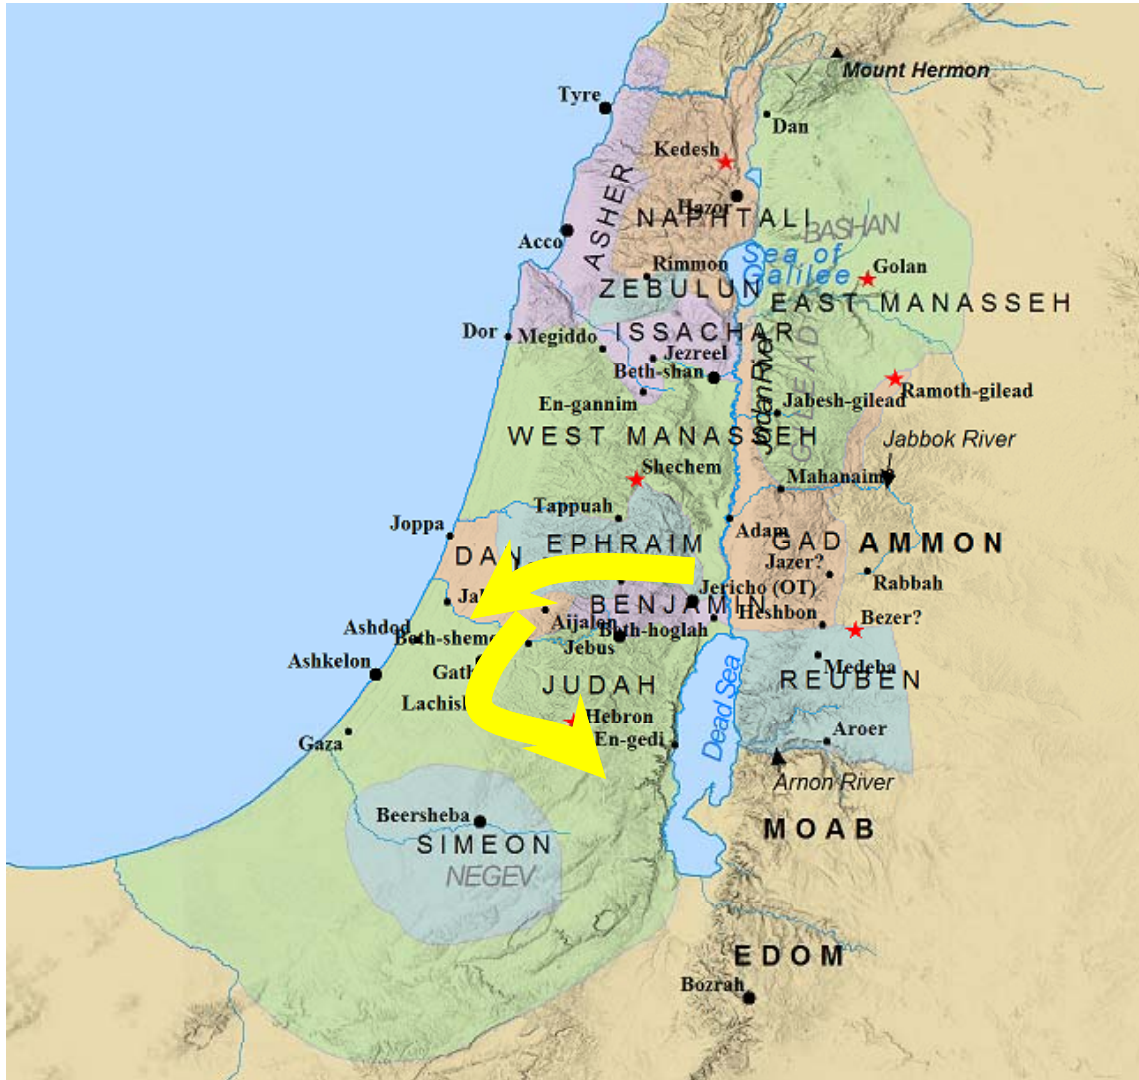 Mount Hermon
Tyre
Dan
Kedesh
ASHER
Hazor
NAPHTALI
BASHAN
Acco
Sea of
Galilee
Rimmon
Golan
ZEBULUN
EAST MANASSEH
Dor
Megiddo
ISSACHAR
Jezreel
Beth-shan
Jordan River
GILEAD
Ramoth-gilead
En-gannim
Jabesh-gilead
WEST MANASSEH
Jabbok River
Shechem
Mahanaim?
Tappuah
Joppa
Adam
DAN
EPHRAIM
GAD
AMMON
Jazer?
Rabbah
Jericho (OT)
BENJAMIN
Heshbon
Bezer?
Aijalon
Ashdod
Beth-hoglah
Jebus
Ashkelon
Gath
Medeba
JUDAH
REUBEN
Dead Sea
Hebron
En-gedi
Gaza
Aroer
Arnon River
Beersheba
MOAB
SIMEON
NEGEV
EDOM
Bozrah